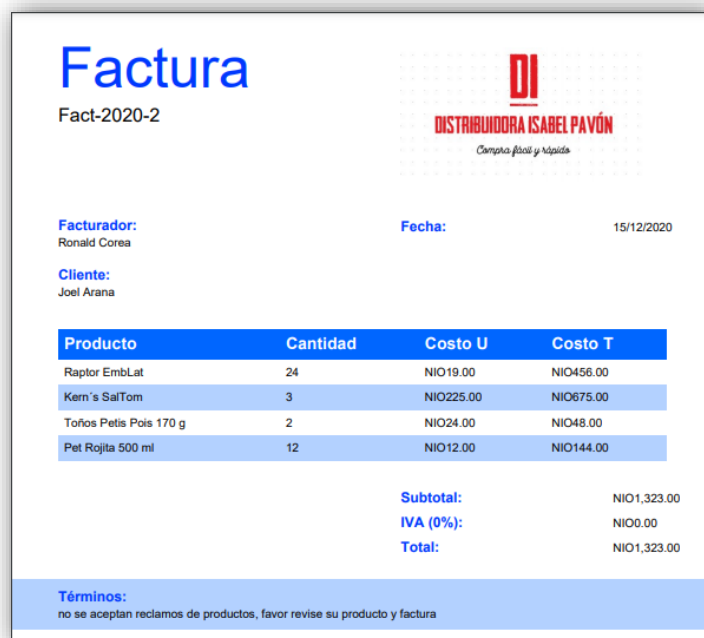 Factura
Fact-2020-2
DI
DISTRIBUIDORA ISABEL PAVÓN
Compra fácil y rápido
Facturador:
Ronald Corea
Fecha: 15/12/2020
Cliente:
Joel Arana
Producto Cantidad Costo U Costo T
Raptor EmbLat 24 NIO19.00 NIO456.00
Kern´s SalTom 3 NIO225.00 NIO675.00
Toños Petis Pois 170 g 2 NIO24.00 NIO48.00
Pet Rojita 500 ml 12 NIO12.00 NIO144.00
Subtotal: NIO1,323.00
IVA (0%): NIO0.00
Total: NIO1,323.00
Términos:
no se aceptan reclamos de productos, favor revise su producto y factura